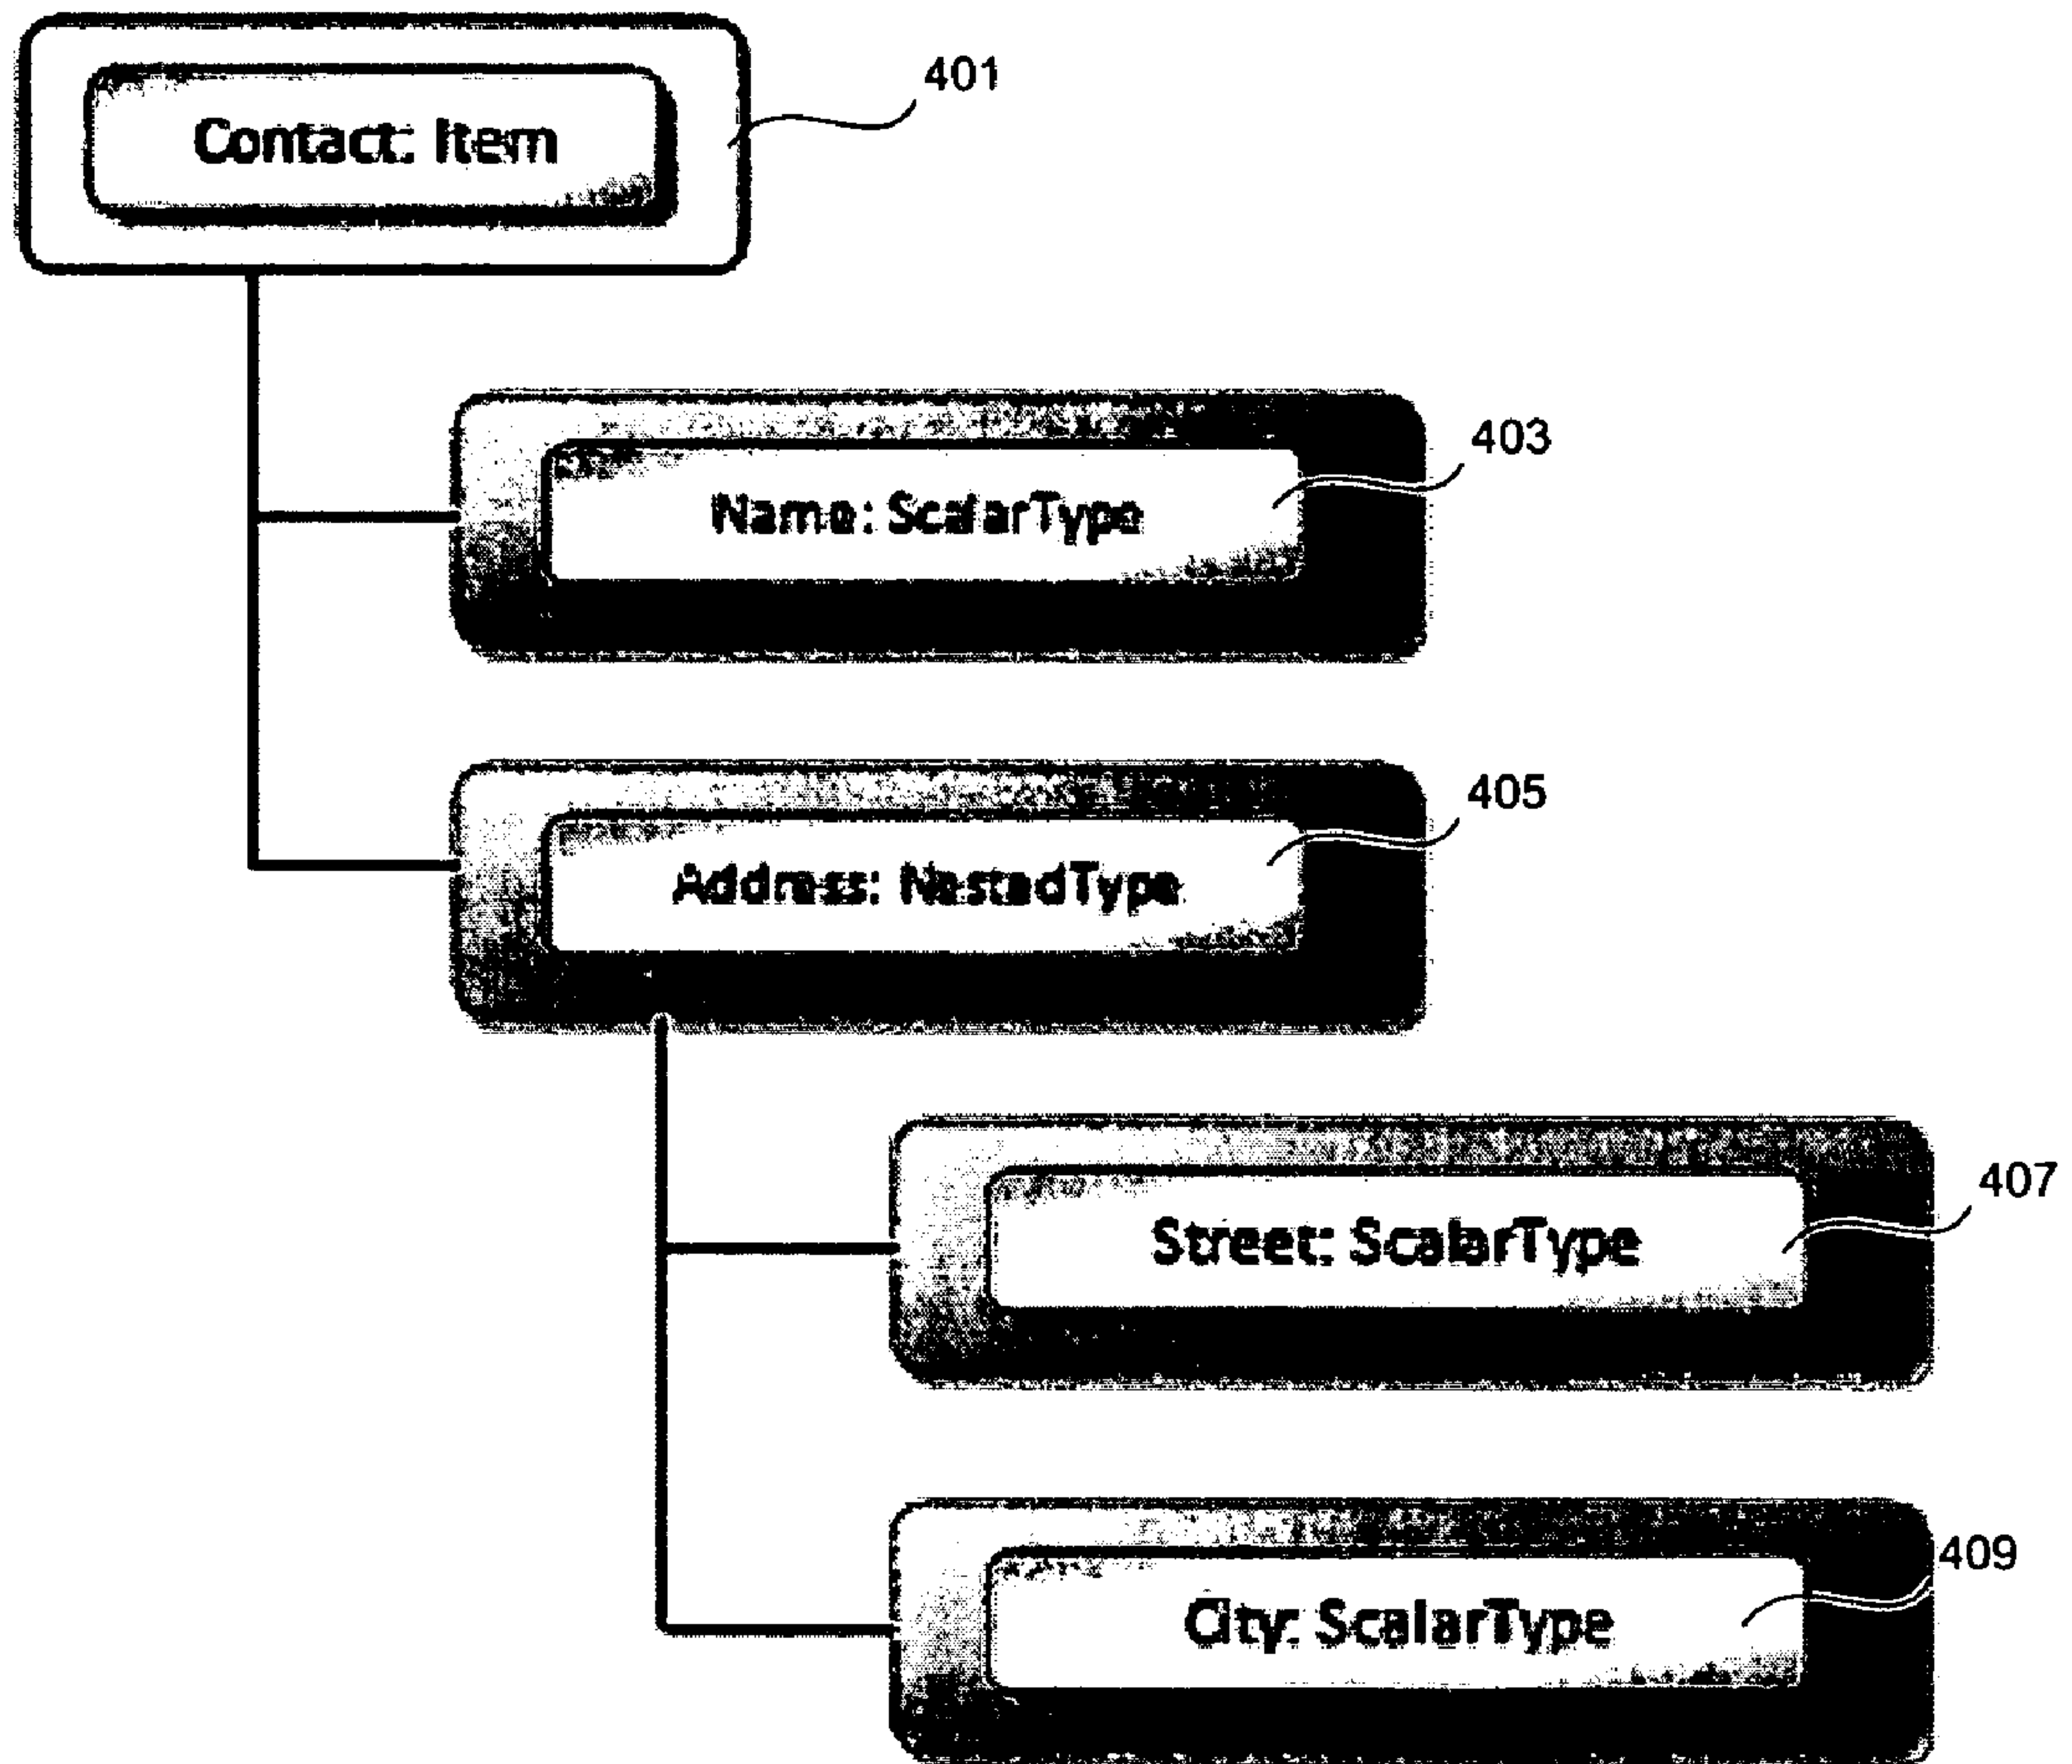 Contact: Item
401
Name: ScalarType
403
Address: NestedType
405
Street: ScalarType
407
City: ScalarType
409